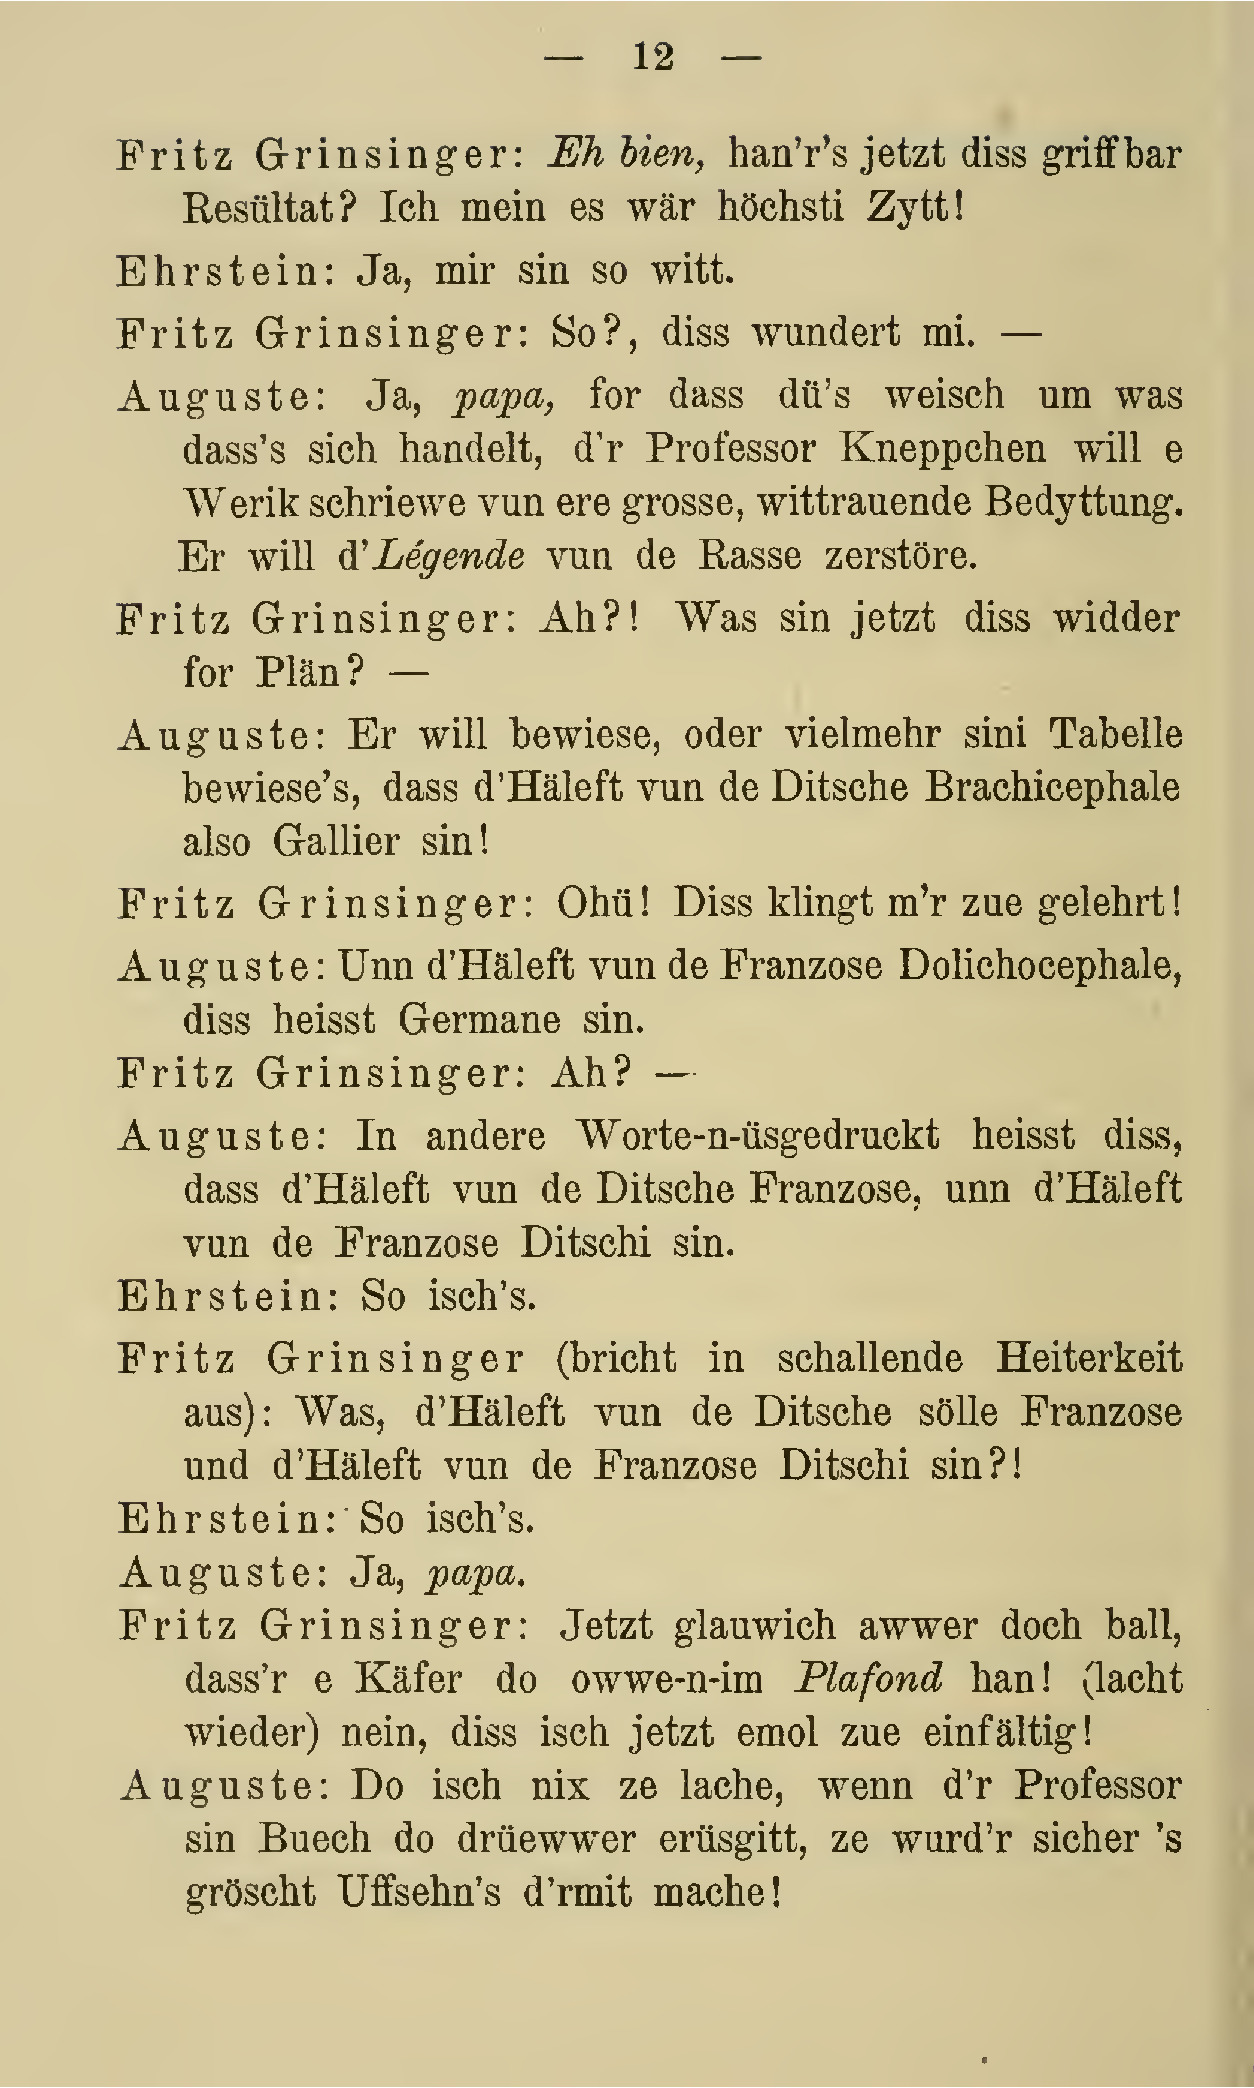 — 12 —
Fritz Grinsinger: Eh bien, han'r's jetzt diss griffbar
Resültat? Ich mein es wär höchsti Zytt!
Ehrstein: Ja, mir sin so witt.
Fritz Grinsinger: So?, diss wundert mi. —
Auguste: Ja, papa, for dass dü's weisch um was
dass's sich handelt, d'r Professor Kneppchen will e
Werik schriewe vun ere grosse, wittrauende Bedyttung.
Er will d'Légende vun de Rasse zerstöre.
Fritz Grinsinger: Ah?! Was sin jetzt diss widder
for Plän? —
Auguste: Er will bewiese, oder vielmehr sini Tabelle
bewiese's, dass d'Häleft vun de Ditsche Brachicephale
also Gallier sin!
Fritz Grinsinger: Ohü! Diss klingt m'r zue gelehrt!
Auguste: Unn d'Häleft vun de Franzose Dolichocephale,
diss heisst Germane sin.
Fritz Grinsinger: Ah? —
Auguste: In andere Worte-n-üsgedruckt heisst diss,
dass d'Häleft vun de Ditsche Franzose, unn d'Häleft
vun de Franzose Ditschi sin.
Ehrstein: So isch's.
Fritz Grinsinger (bricht in schallende Heiterkeit
aus): Was, d'Häleft vun de Ditsche sölle Franzose
und d'Häleft vun de Franzose Ditschi sin?!
Ehrstein: So isch's.
Auguste: Ja, papa.
Fritz Grinsinger: Jetzt glauwich awwer doch ball,
dass'r e Käfer do owwe-n-im Plafond han! (lacht
wieder) nein, diss isch jetzt emol zue einfältig!
Auguste: Do isch nix ze lache, wenn d'r Professor
sin Buech do drüewwer erüsgitt, ze wurd'r sicher 's
gröscht Uffsehn's d'rmit mache!